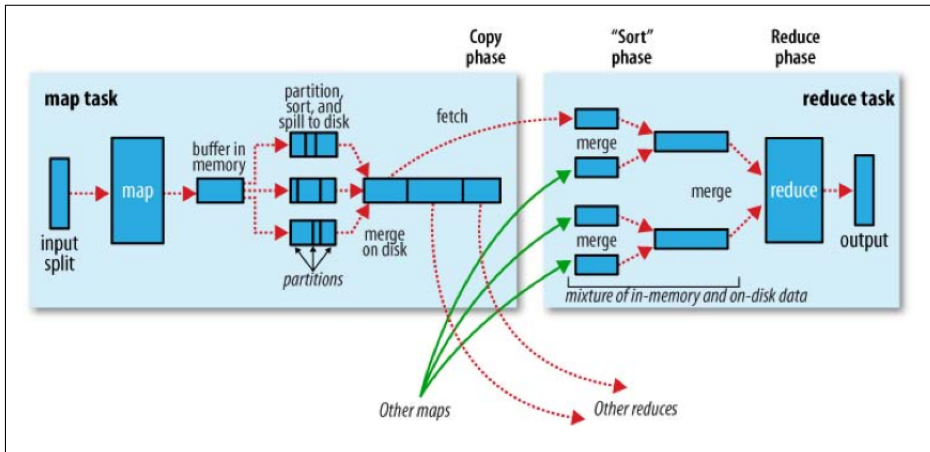 Copy
phase
"Sort"
phase
Reduce
phase
map task
partition,
sort, and
spill to disk
fetch
reduce task
buffer in
memory
map
merge
merge
reduce
input
split
merge
on disk
merge
output
partitions
mixture of in-memory and on-disk data
Other maps
Other reduces